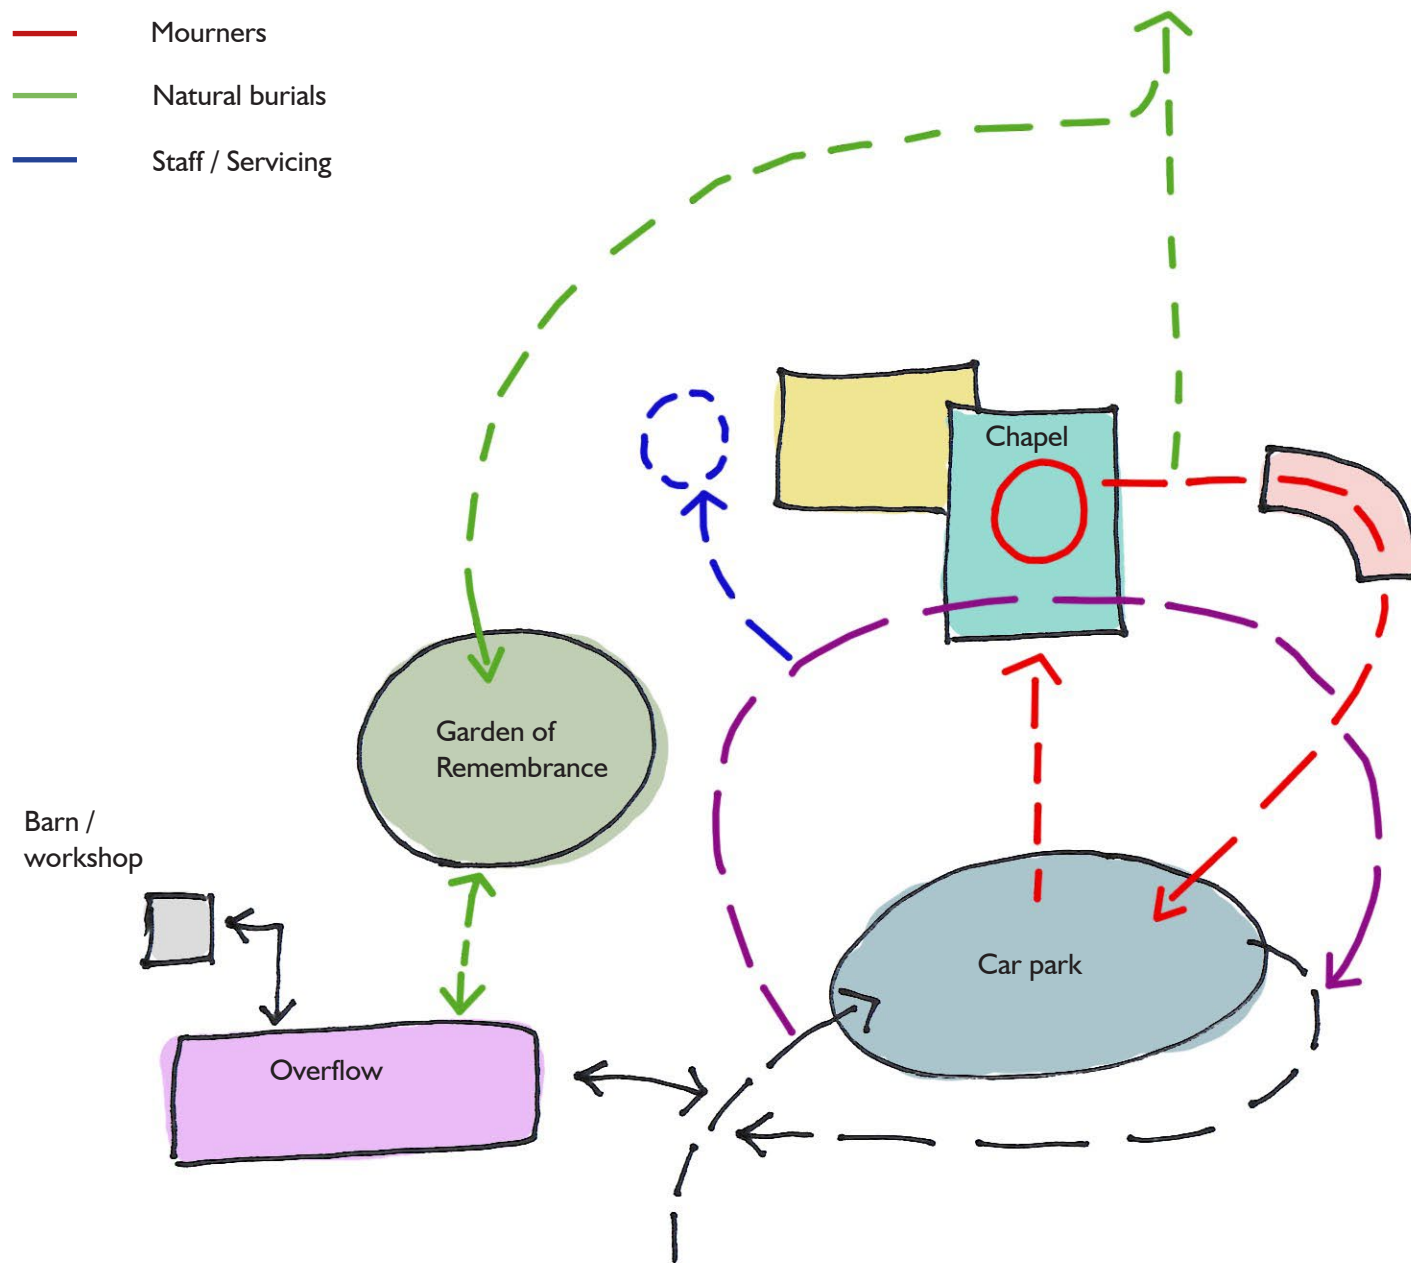 Mourners
Natural burials
Staff / Servicing
Chapel
Garden of
Remembrance
Barn /
workshop
Car park
Overflow